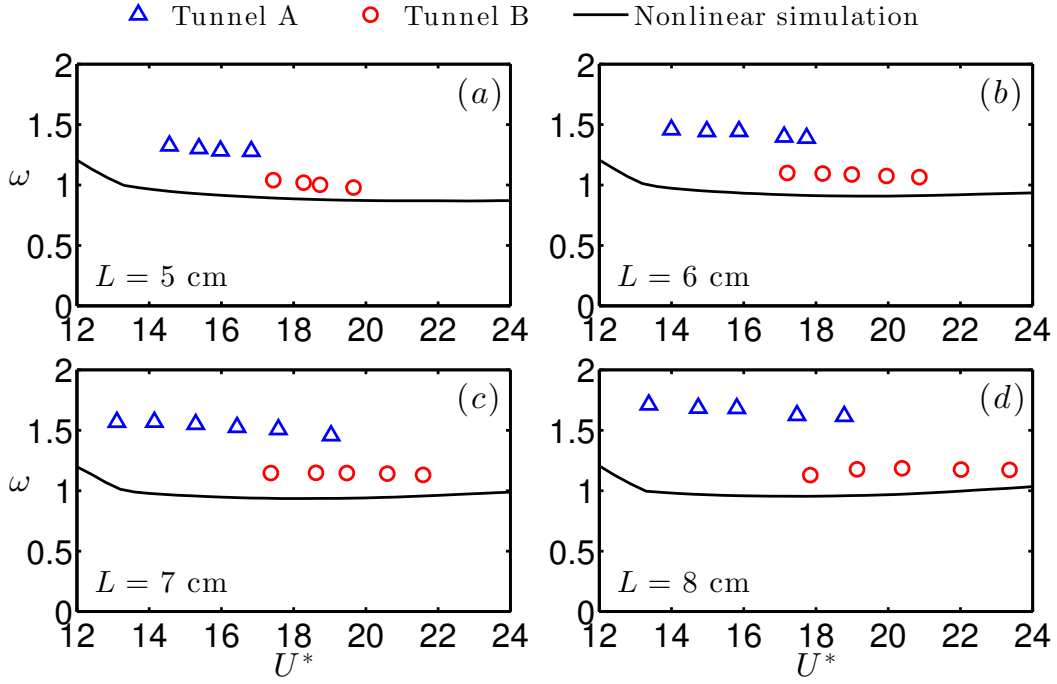 Tunnel A Tunnel B Nonlinear simulation
2 (a) 2 (b)
1.5 1.5
ω 1 1
0.5 0.5
L = 5 cm L = 6 cm
0 0
12 14 16 18 20 22 24 12 14 16 18 20 22 24
2 (c) 2 (d)
1.5 1.5
ω 1 1
0.5 0.5
L = 7 cm L = 8 cm
0 0
12 14 16 18 20 22 24 12 14 16 18 20 22 24
U* U*